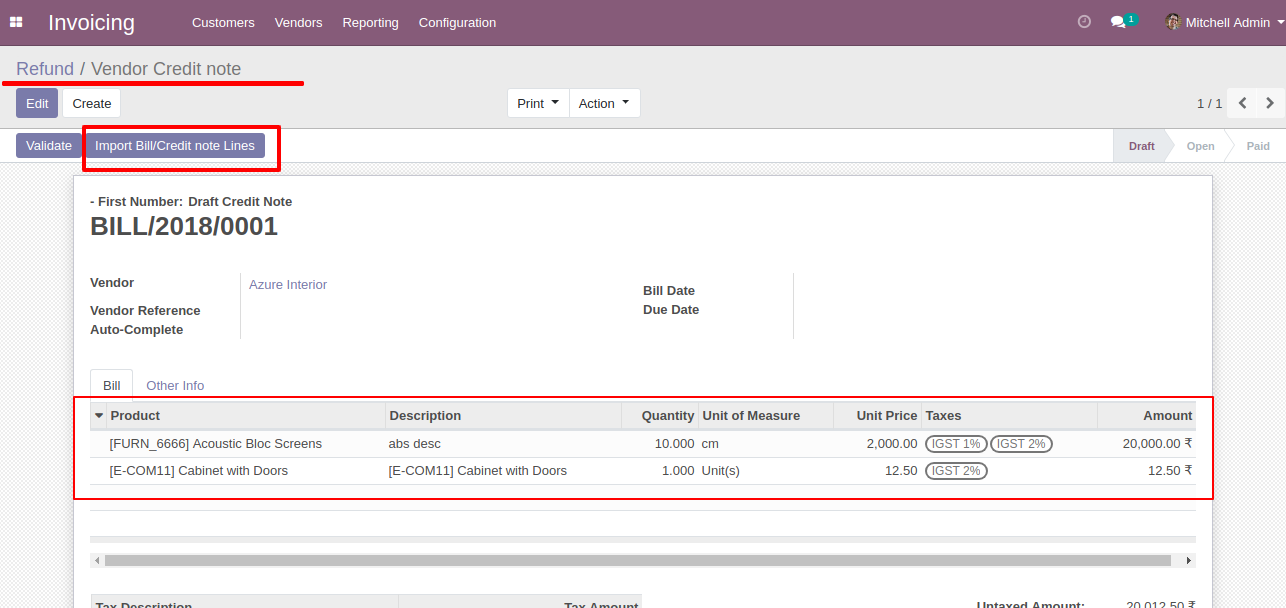 Invoicing Customers Vendors Reporting Configuration 1 Mitchell Admin
Refund / Vendor Credit note
Edit Create Print Action 1 / 1
Validate Import Bill/Credit note Lines Draft Open Paid
- First Number: Draft Credit Note
BILL/2018/0001
Vendor Azure Interior
Bill Date
Vendor Reference
Due Date
Auto-Complete
Bill Other Info
Product Description Quantity Unit of Measure Unit Price Taxes Amount
[FURN_6666] Acoustic Bloc Screens abs desc 10.000 cm 2,000.00 IGST 1% IGST 2% 20,000.00 ₹
[E-COM11] Cabinet with Doors [E-COM11] Cabinet with Doors 1.000 Unit(s) 12.50 IGST 2% 12.50 ₹
Tax Description Tax Amount Untaxed Amount: 20,012.50 ₹